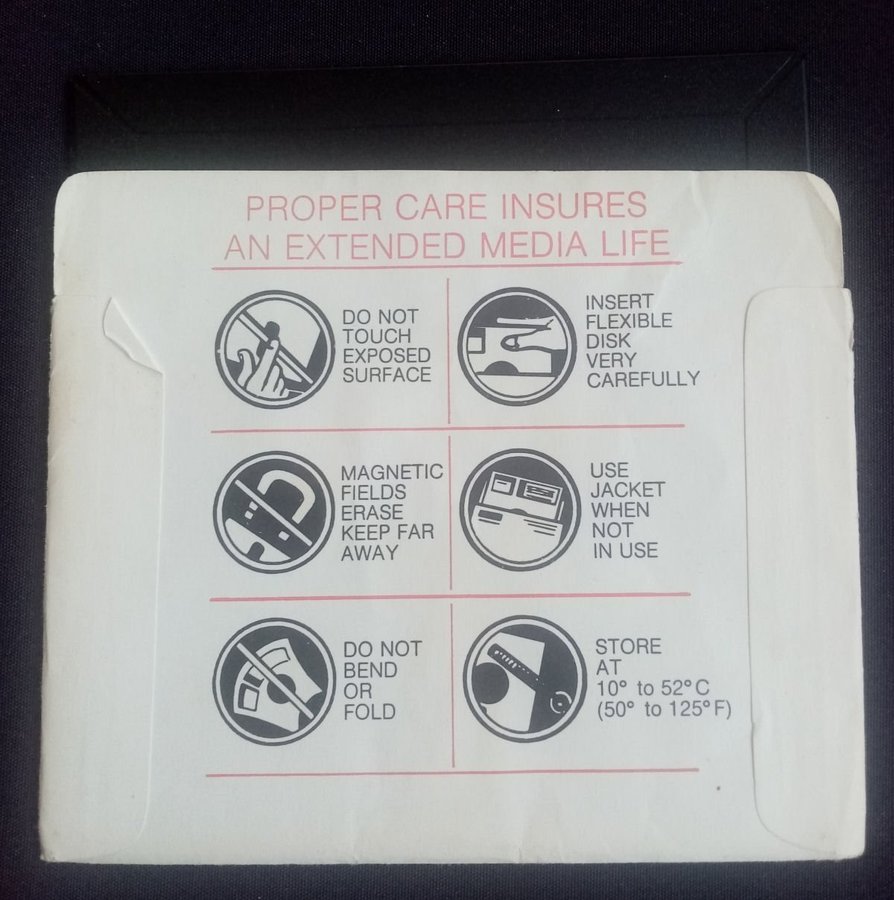 PROPER CARE INSURES
AN EXTENDED MEDIA LIFE
DO NOT
TOUCH
EXPOSED
SURFACE
INSERT
FLEXIBLE
DISK
VERY
CAREFULLY
MAGNETIC
FIELDS
ERASE
KEEP FAR
AWAY
USE
JACKET
WHEN
NOT
IN USE
DO NOT
BEND
OR
FOLD
STORE
AT
10° to 52°C
(50° to 125°F)